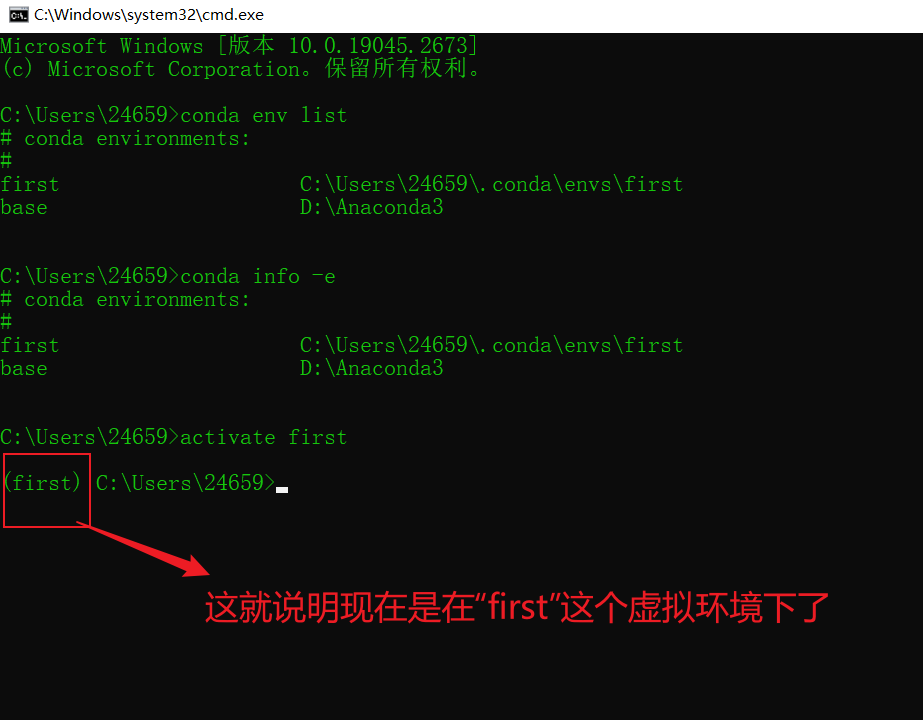 C:\Windows\system32\cmd.exe
Microsoft Windows [版本 10.0.19045.2673]
(c) Microsoft Corporation。保留所有权利。
C:\Users\24659>conda env list
# conda environments:
#
first                    C:\Users\24659\.conda\envs\first
base                     D:\Anaconda3
C:\Users\24659>conda info -e
# conda environments:
#
first                    C:\Users\24659\.conda\envs\first
base                     D:\Anaconda3
C:\Users\24659>activate first
(first) C:\Users\24659>
这就说明现在是在“first”这个虚拟环境下了